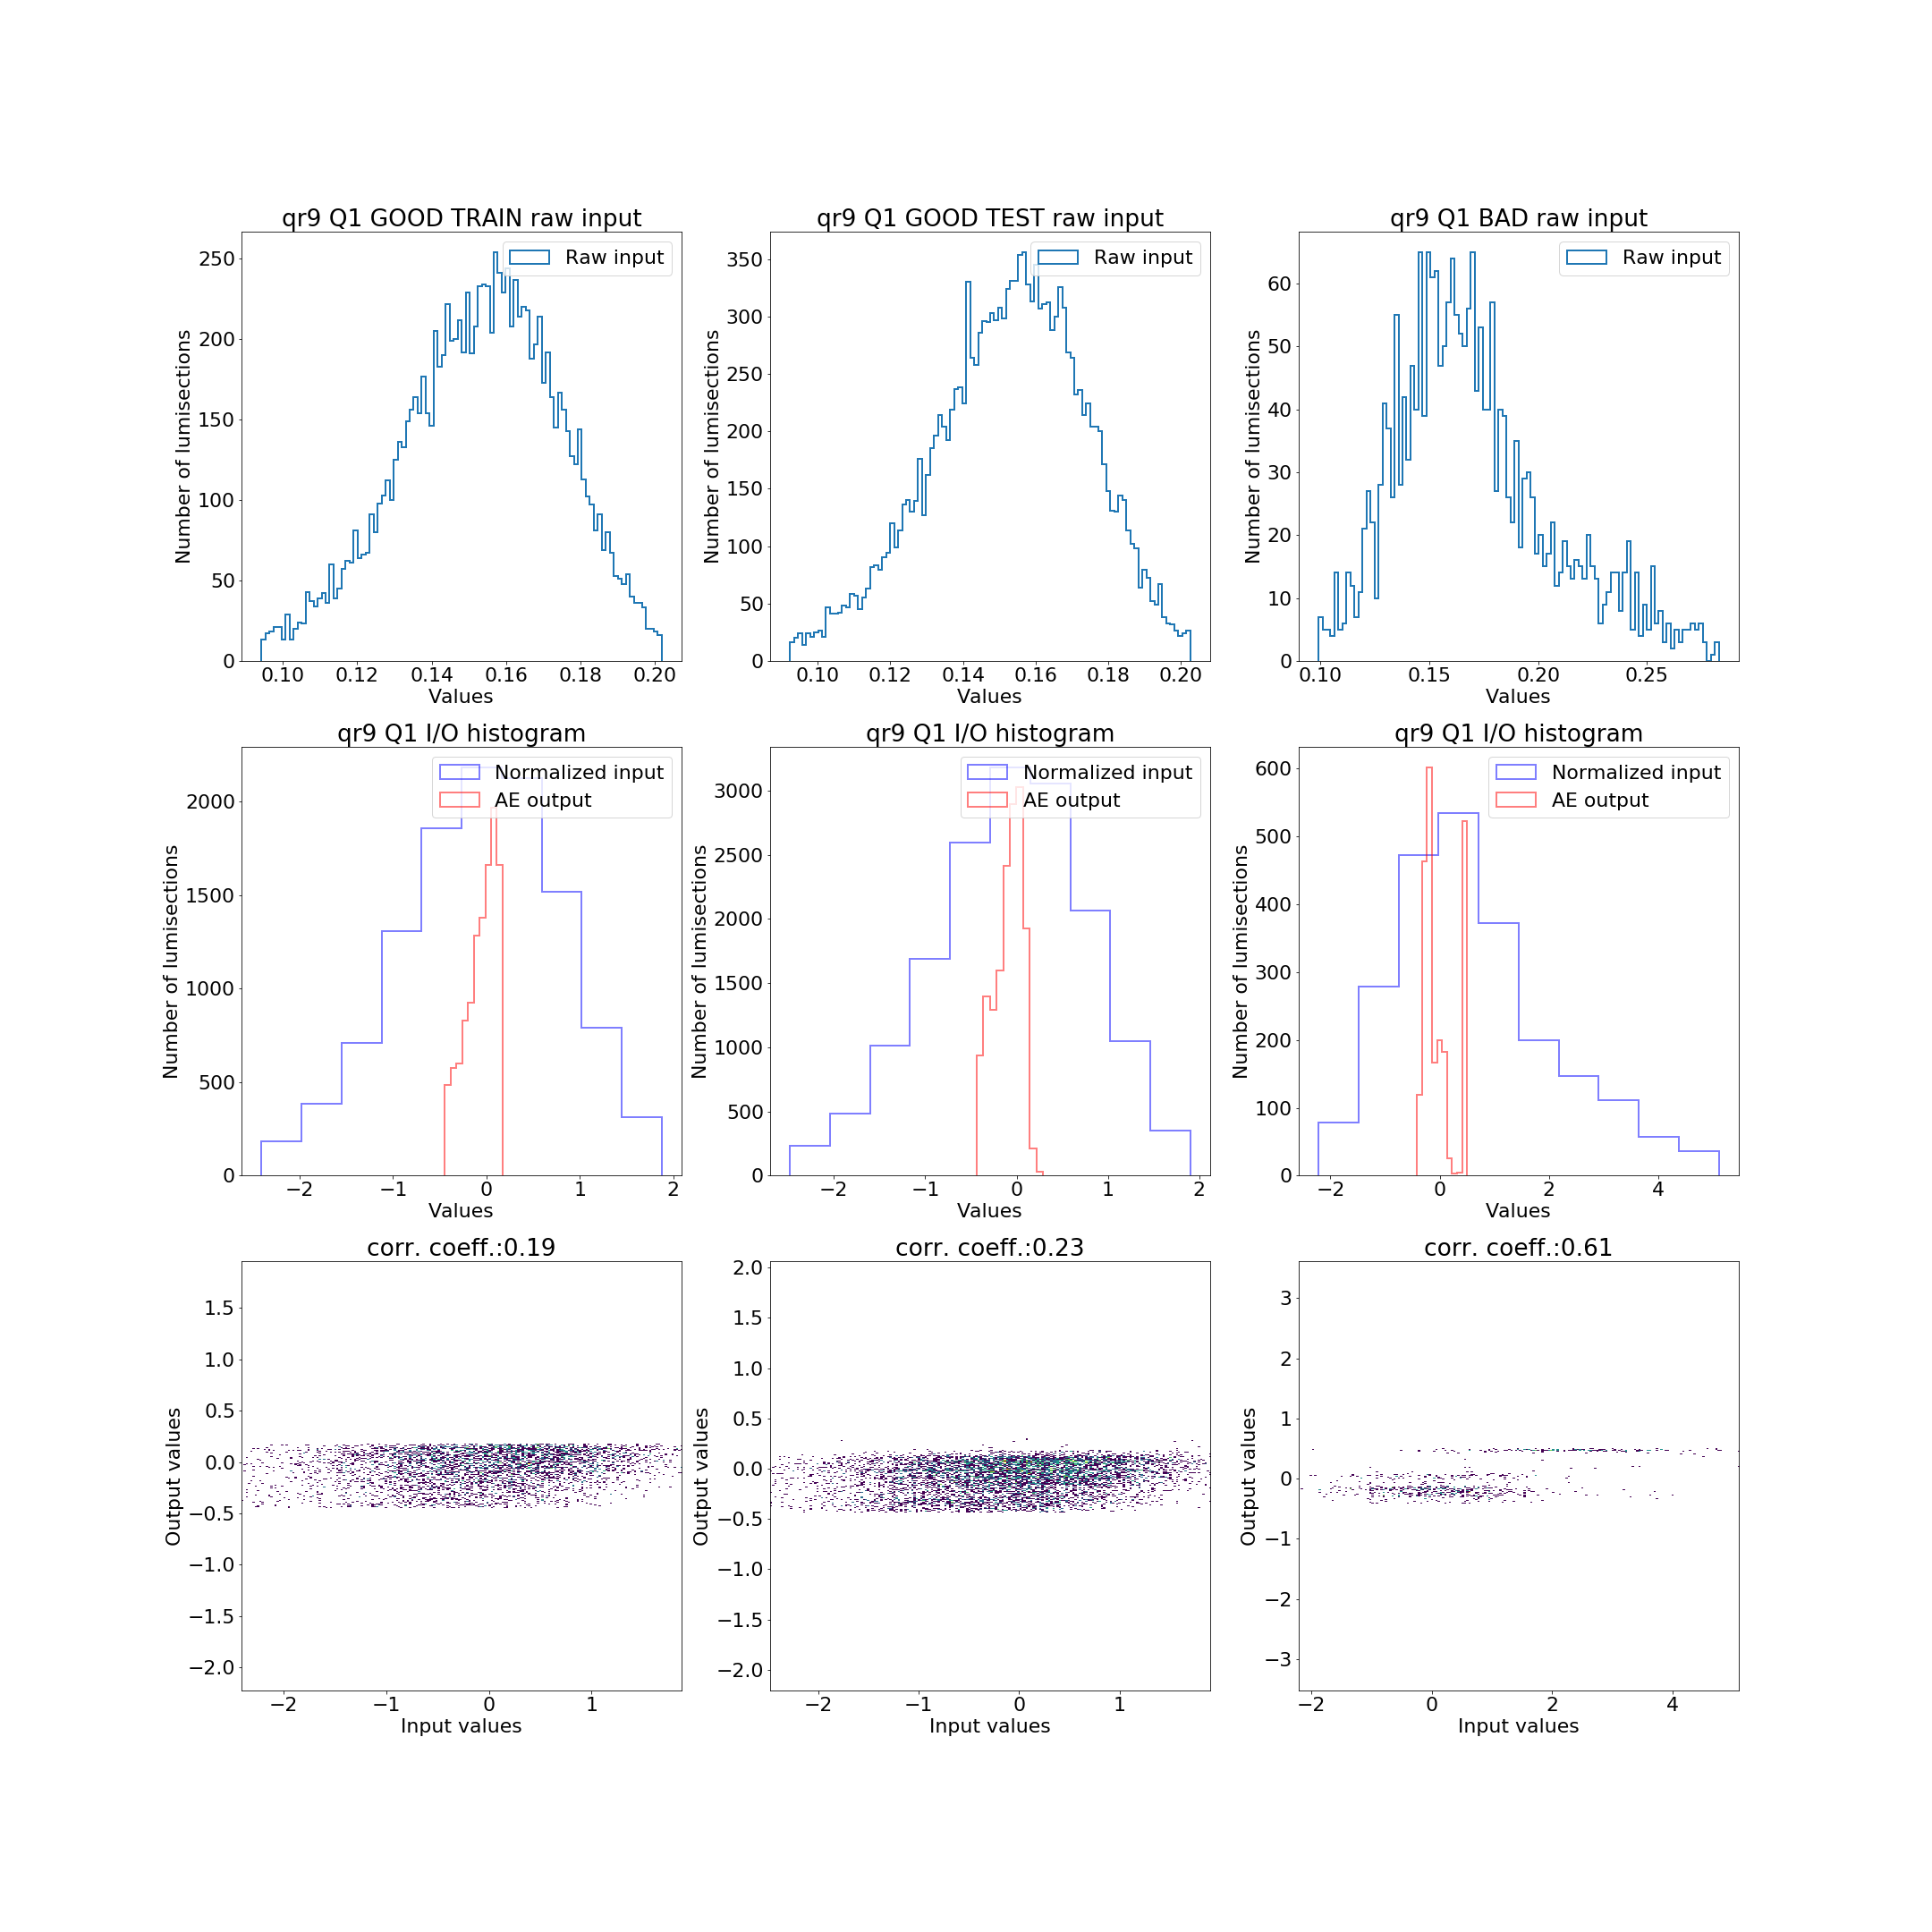 qr9 Q1 GOOD TRAIN raw input
Raw input
Number of lumisections
250
200
150
100
50
0
0.10 0.12 0.14 0.16 0.18 0.20
Values
qr9 Q1 GOOD TEST raw input
Raw input
Number of lumisections
350
300
250
200
150
100
50
0
0.10 0.12 0.14 0.16 0.18 0.20
Values
qr9 Q1 BAD raw input
Raw input
Number of lumisections
60
50
40
30
20
10
0
0.10 0.15 0.20 0.25
Values
qr9 Q1 I/O histogram
Normalized input
AE output
Number of lumisections
2000
1500
1000
500
0
−2 −1 0 1 2
Values
qr9 Q1 I/O histogram
Normalized input
AE output
Number of lumisections
3000
2500
2000
1500
1000
500
0
−2 −1 0 1 2
Values
qr9 Q1 I/O histogram
Normalized input
AE output
Number of lumisections
600
500
400
300
200
100
0
−2 0 2 4
Values
corr. coeff.:0.19
Output values
1.5
1.0
0.5
0.0
−0.5
−1.0
−1.5
−2.0
−2 −1 0 1
Input values
corr. coeff.:0.23
Output values
2.0
1.5
1.0
0.5
0.0
−0.5
−1.0
−1.5
−2.0
−2 −1 0 1
Input values
corr. coeff.:0.61
Output values
3
2
1
0
−1
−2
−3
−2 0 2 4
Input values